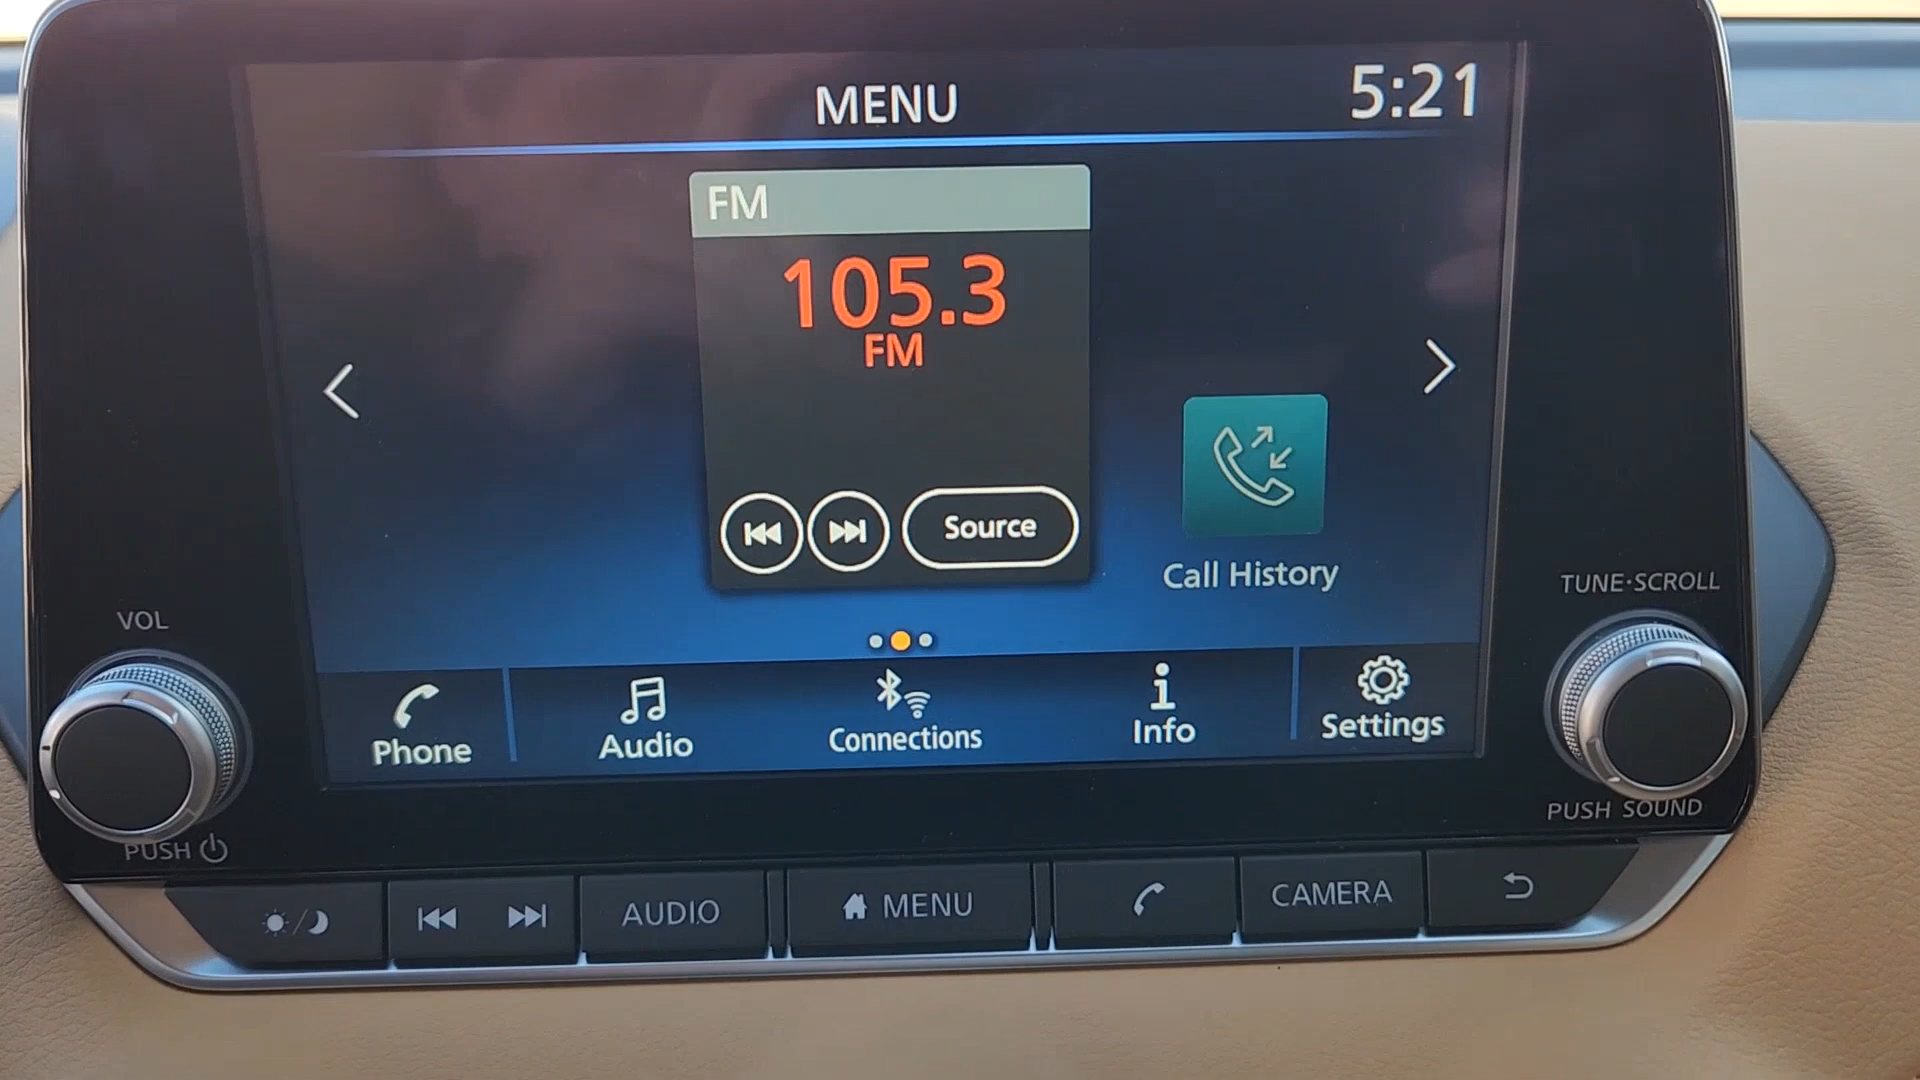 MENU
5:21
FM
105.3
FM
Source
Call History
Phone
Audio
Connections
Info
Settings
VOL
PUSH
TUNE·SCROLL
PUSH SOUND
AUDIO
MENU
CAMERA